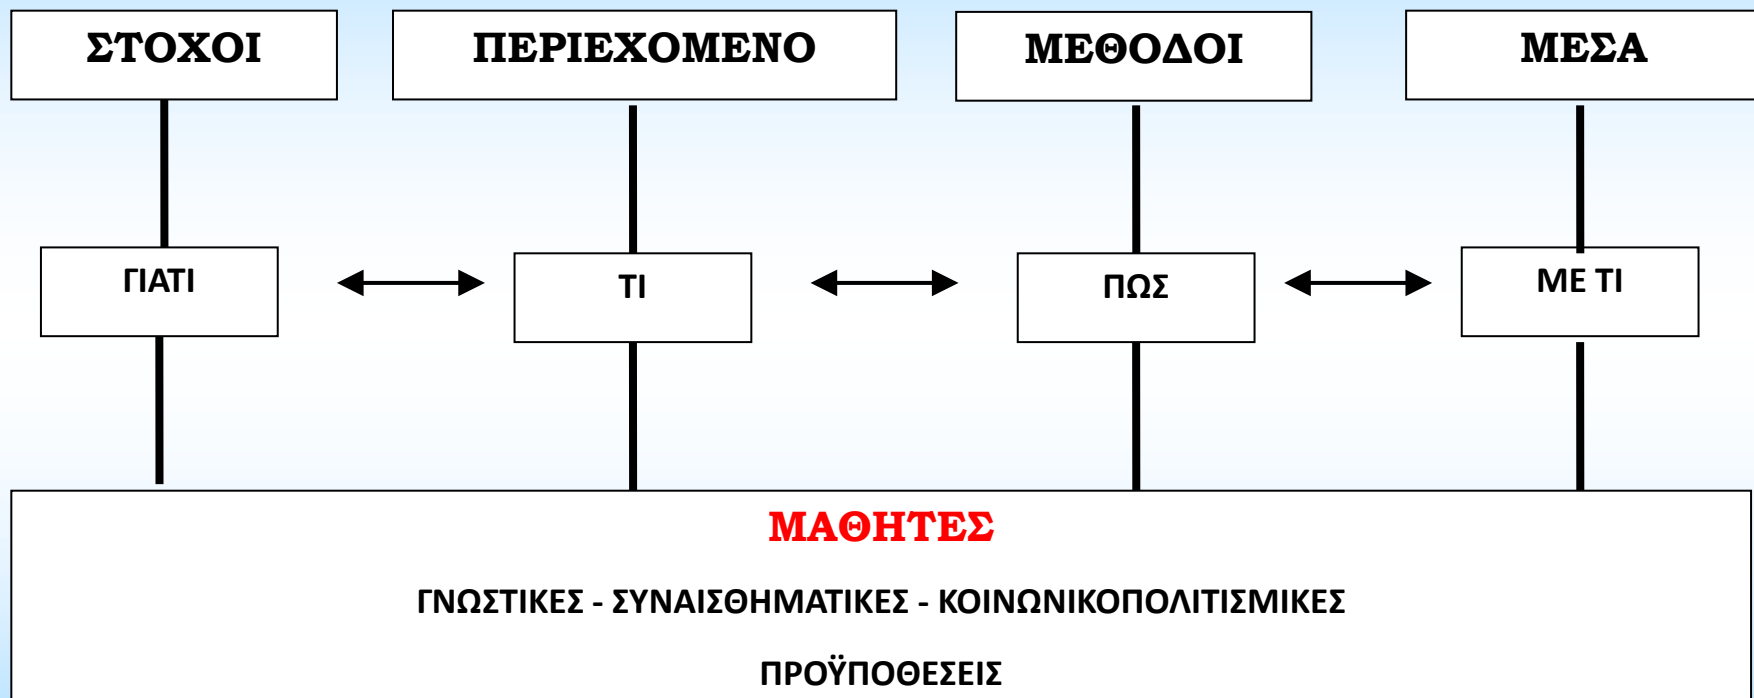 ΣΤΟΧΟΙ ΠΕΡΙΕΧΟΜΕΝΟ ΜΕΘΟΔΟΙ ΜΕΣΑ
ΓΙΑΤΙ ΤΙ ΠΩΣ ΜΕ ΤΙ
ΜΑΘΗΤΕΣ
ΓΝΩΣΤΙΚΕΣ - ΣΥΝΑΙΣΘΗΜΑΤΙΚΕΣ - ΚΟΙΝΩΝΙΚΟΠΟΛΙΤΙΣΜΙΚΕΣ
ΠΡΟΫΠΟΘΕΣΕΙΣ